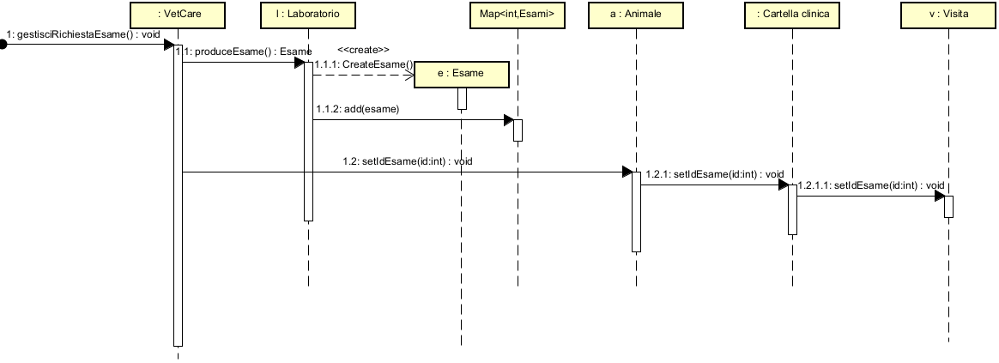 : VetCare
l : Laboratorio
Map<int,Esami>
a : Animale
: Cartella clinica
v : Visita
1: gestisciRichiestaEsame() : void
1.1: produceEsame() : Esame
<<create>>
1.1.1: CreateEsame()
e : Esame
1.1.2: add(esame)
1.2: setIdEsame(id:int) : void
1.2.1: setIdEsame(id:int) : void
1.2.1.1: setIdEsame(id:int) : void